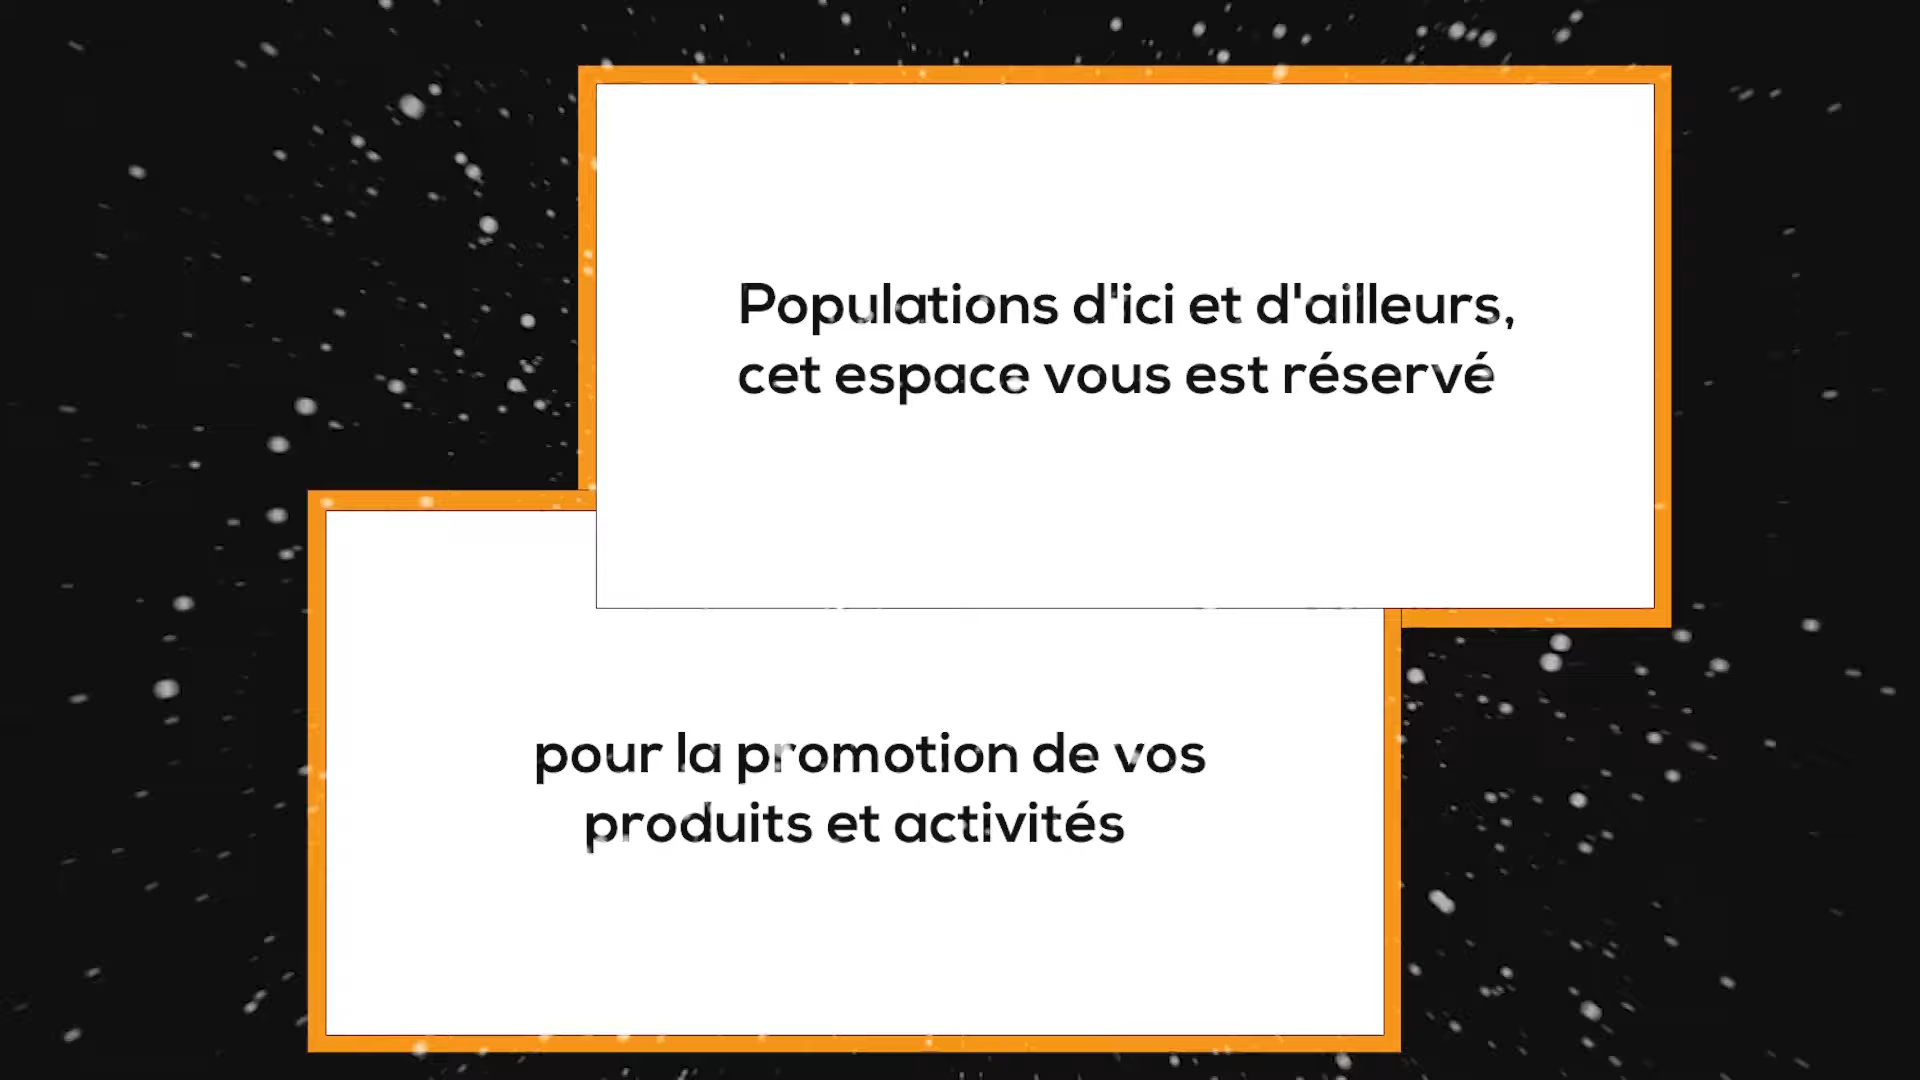 Populations d'ici et d'ailleurs,
cet espace vous est réservé
pour la promotion de vos
produits et activités